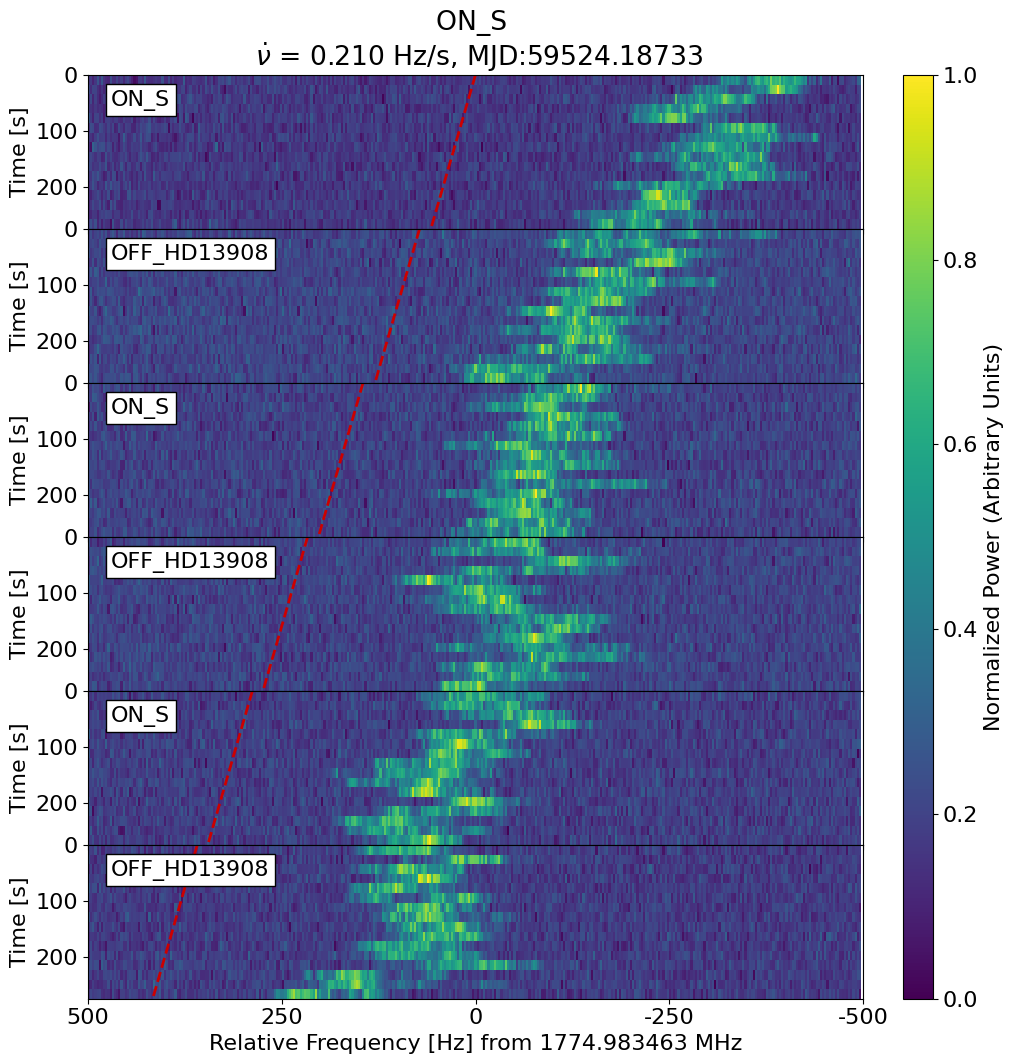 ON_S
ν̇ = 0.210 Hz/s, MJD:59524.18733
0
100
200
Time [s]
ON_S
0
100
200
Time [s]
OFF_HD13908
0
100
200
Time [s]
ON_S
0
100
200
Time [s]
OFF_HD13908
0
100
200
Time [s]
ON_S
0
100
200
Time [s]
OFF_HD13908
500 250 0 -250 -500
Relative Frequency [Hz] from 1774.983463 MHz
1.0
0.8
0.6
0.4
0.2
0.0
Normalized Power (Arbitrary Units)